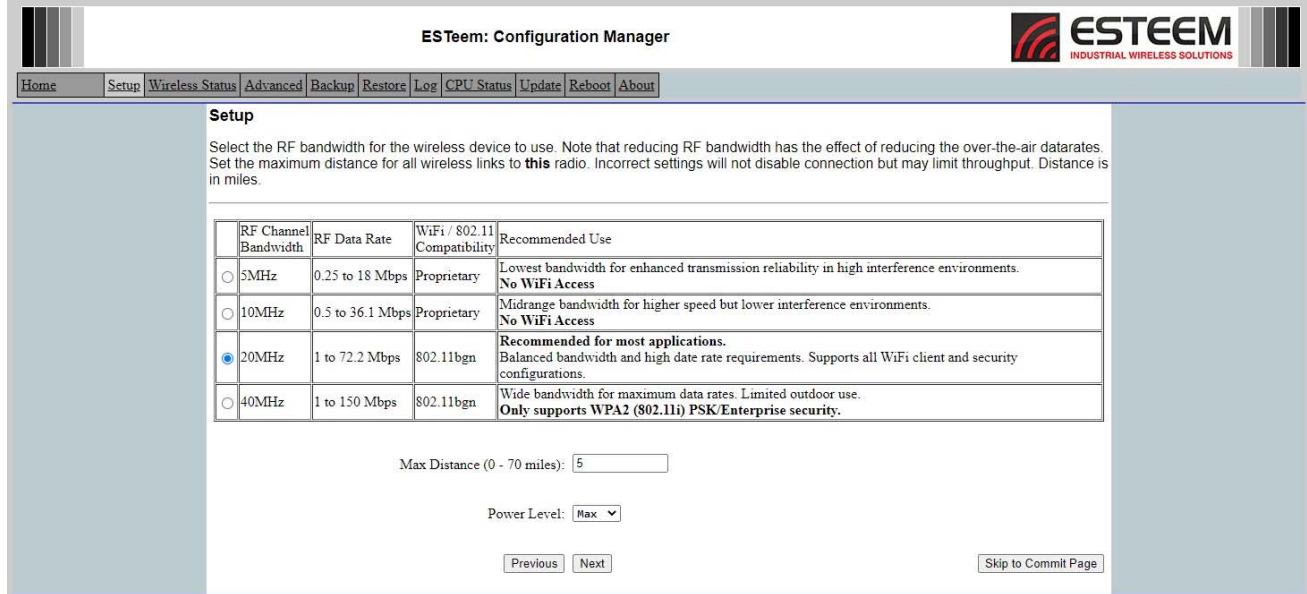 ESTeem: Configuration Manager
ESTEEM
INDUSTRIAL WIRELESS SOLUTIONS
Home Setup Wireless Status Advanced Backup Restore Log CPU Status Update Reboot About
Setup
Select the RF bandwidth for the wireless device to use. Note that reducing RF bandwidth has the effect of reducing the over-the-air datarates.
Set the maximum distance for all wireless links to this radio. Incorrect settings will not disable connection but may limit throughput. Distance is
in miles.
RF Channel Bandwidth RF Data Rate WiFi / 802.11 Compatibility Recommended Use
5MHz 0.25 to 18 Mbps Proprietary Lowest bandwidth for enhanced transmission reliability in high interference environments.
No WiFi Access
10MHz 0.5 to 36.1 Mbps Proprietary Midrange bandwidth for higher speed but lower interference environments.
No WiFi Access
Recommended for most applications.
20MHz 1 to 72.2 Mbps 802.11bgn Balanced bandwidth and high date rate requirements. Supports all WiFi client and security
configurations.
40MHz 1 to 150 Mbps 802.11bgn Wide bandwidth for maximum data rates. Limited outdoor use.
Only supports WPA2 (802.11i) PSK/Enterprise security.
Max Distance (0 - 70 miles): 5
Power Level: Max
Previous Next Skip to Commit Page